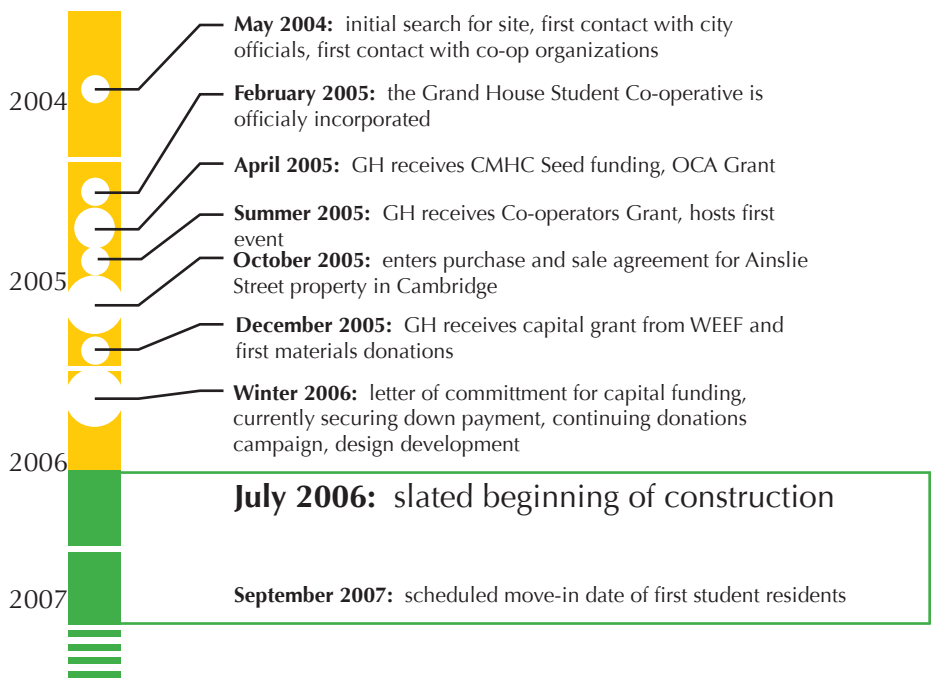 May 2004: initial search for site, first contact with city
officials, first contact with co-op organizations
2004
February 2005: the Grand House Student Co-operative is
officialy incorporated
April 2005: GH receives CMHC Seed funding, OCA Grant
Summer 2005: GH receives Co-operators Grant, hosts first
event
October 2005: enters purchase and sale agreement for Ainslie
Street property in Cambridge
2005
December 2005: GH receives capital grant from WEEF and
first materials donations
Winter 2006: letter of committment for capital funding,
currently securing down payment, continuing donations
campaign, design development
2006
July 2006: slated beginning of construction
September 2007: scheduled move-in date of first student residents
2007